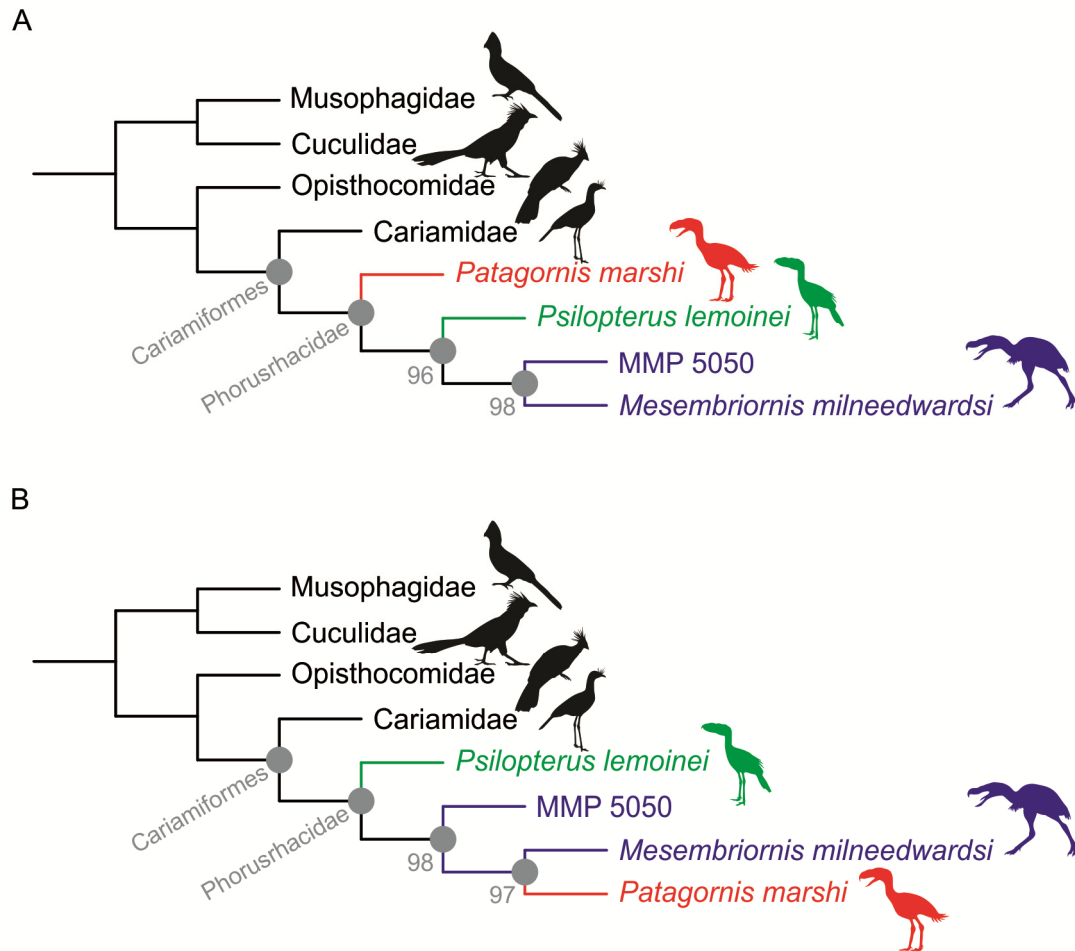 A
Musophagidae
Cuculidae
Opisthocomidae
Cariamidae
Cariamiformes
Patagornis marshi
Phorusrhacidae
Psilopterus lemoinei
96
MMP 5050
98
Mesembriornis milneedwardsi
B
Musophagidae
Cuculidae
Opisthocomidae
Cariamidae
Cariamiformes
Psilopterus lemoinei
Phorusrhacidae
MMP 5050
98
Mesembriornis milneedwardsi
97
Patagornis marshi